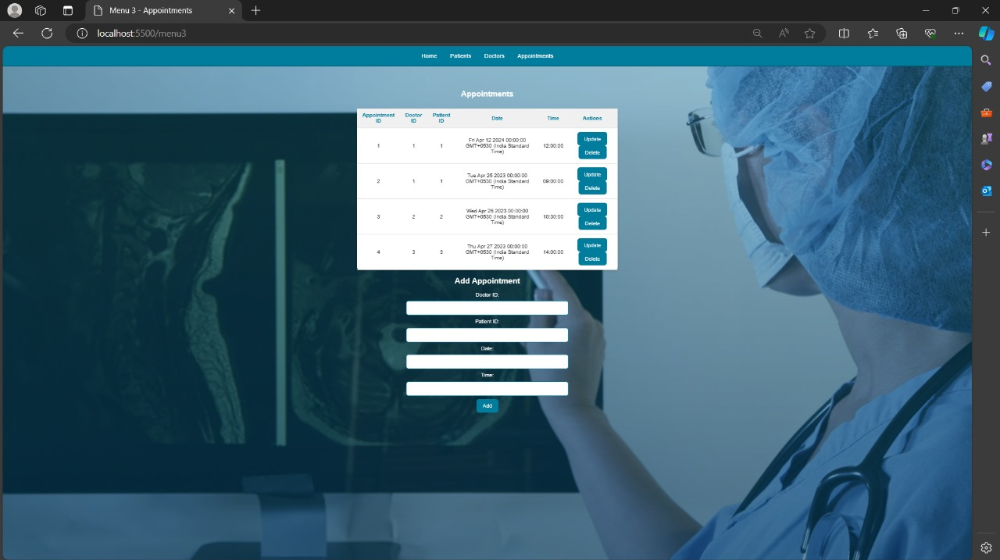 Menu 3 - Appointments
localhost:5500/menu3
Home Patients Doctors Appointments
Appointments
Appointment ID Doctor ID Patient ID Date Time Actions
1 1 1 Fri Apr 12 2024 00:00:00 GMT+0530 (India Standard Time) 12:00:00 Update Delete
2 1 1 Tue Apr 25 2023 00:00:00 GMT+0530 (India Standard Time) 09:00:00 Update Delete
3 2 2 Wed Apr 26 2023 00:00:00 GMT+0530 (India Standard Time) 10:30:00 Update Delete
4 3 3 Thu Apr 27 2023 00:00:00 GMT+0530 (India Standard Time) 14:00:00 Update Delete
Add Appointment
Doctor ID:
Patient ID:
Date:
Time:
Add